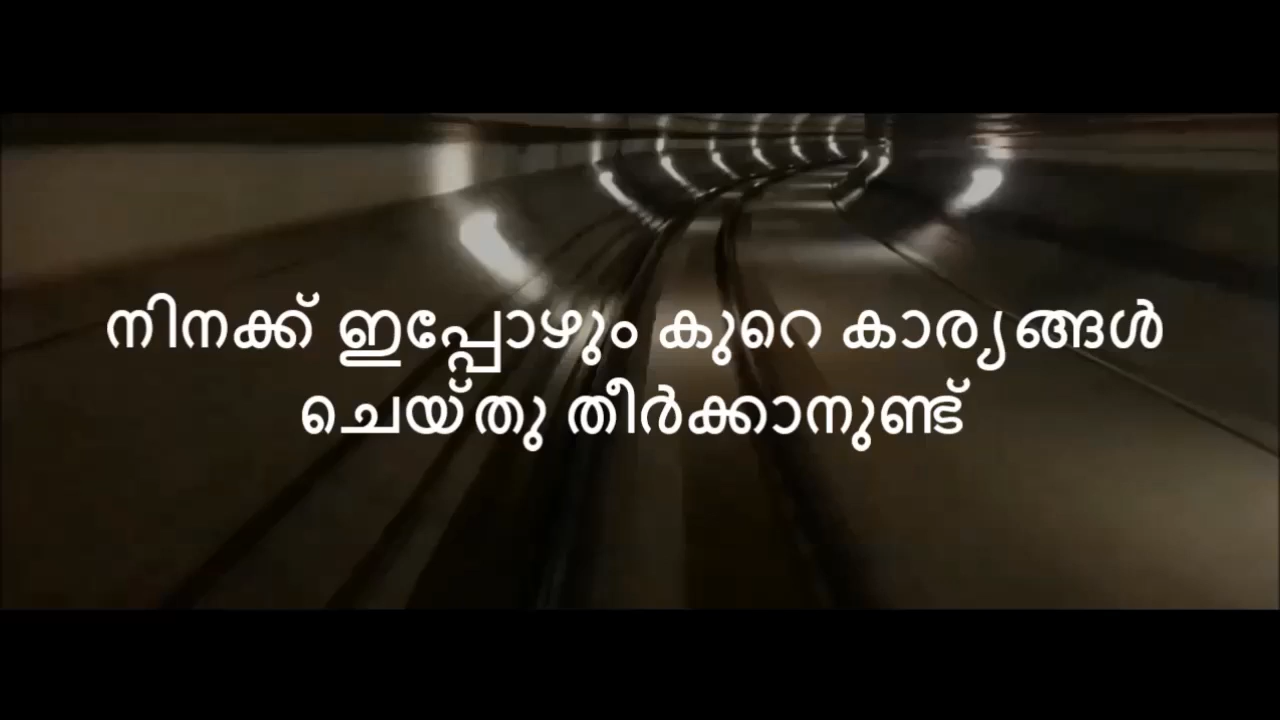 നിനക്ക് ഇപ്പോഴും കുറെ കാര്യങ്ങൾ
ചെയ്തു തീർക്കാനുണ്ട്